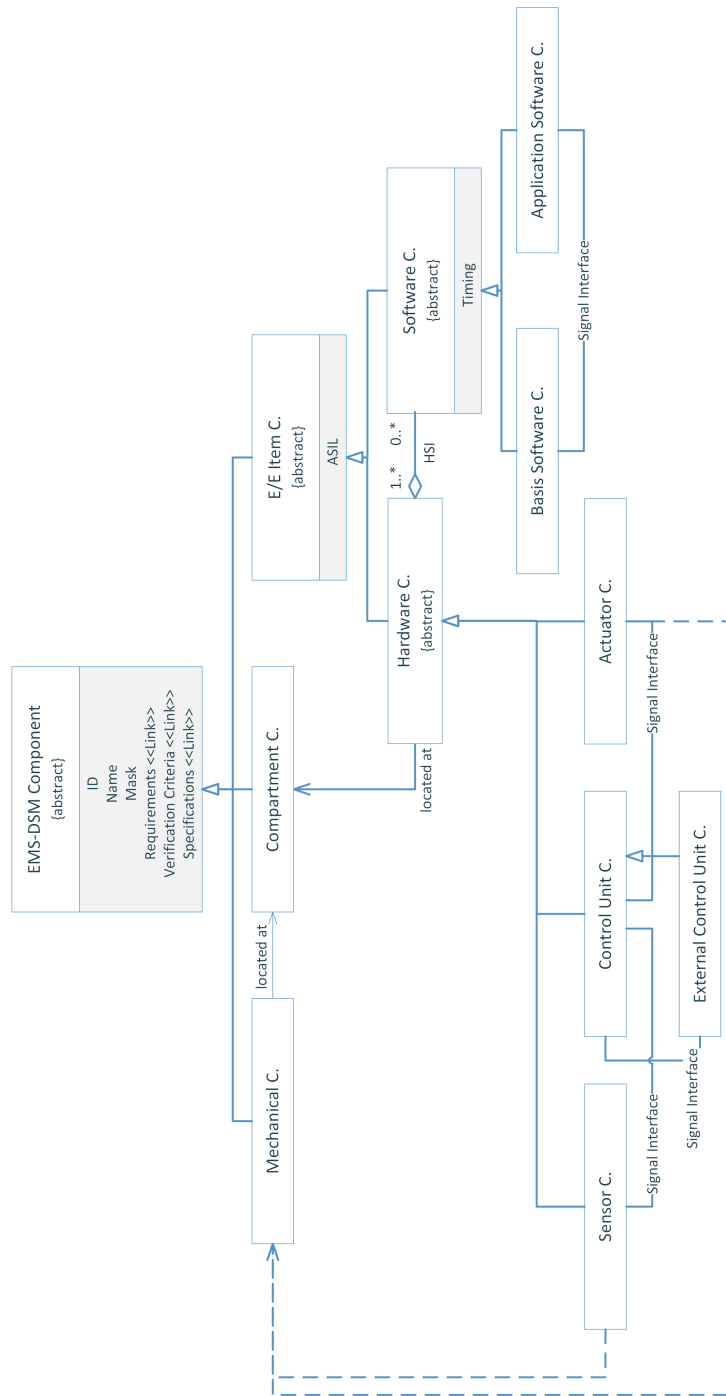 EMS-DSM Component
{abstract}
ID
Name
Mask
Requirements <<Link>>
Verification Criteria <<Link>>
Specifications <<Link>>
Mechanical C.
located at
Compartment C.
E/E Item C.
{abstract}
ASIL
located at
Hardware C.
{abstract}
1..*
0..*
HSI
Software C.
{abstract}
Timing
Sensor C.
Control Unit C.
Actuator C.
Basis Software C.
Application Software C.
Signal Interface
Signal Interface
Signal Interface
Signal Interface
External Control Unit C.